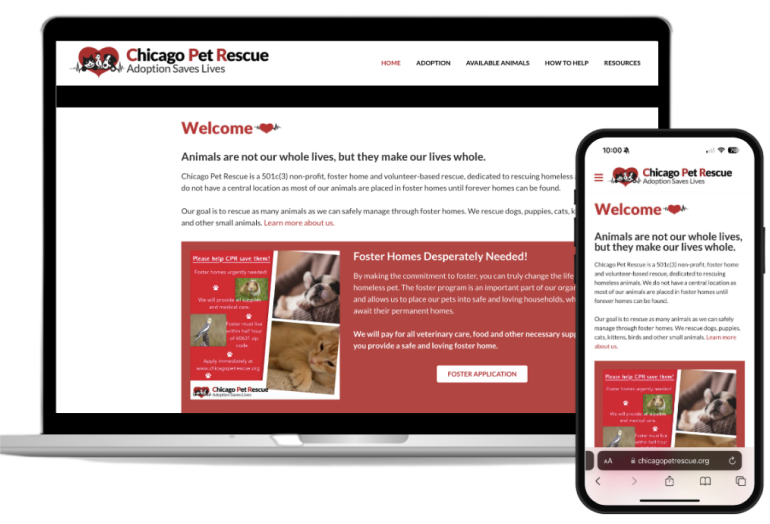 Chicago Pet Rescue
Adoption Saves Lives
HOME ADOPTION AVAILABLE ANIMALS HOW TO HELP RESOURCES
Welcome
Animals are not our whole lives, but they make our lives whole.
Chicago Pet Rescue is a 501c(3) non-profit, foster home and volunteer-based rescue, dedicated to rescuing homeless
do not have a central location as most of our animals are placed in foster homes until forever homes can be found.
Our goal is to rescue as many animals as we can safely manage through foster homes. We rescue dogs, puppies, cats, k
and other small animals. Learn more about us.
Please help CPR save them!
Foster homes urgently needed!
We will provide all supplies
and medical care.
Foster must live
within half hour
of 60631 zip
code.
Apply immediately at
www.chicagopetrescue.org
Chicago Pet Rescue
Adoption Saves Lives
Foster Homes Desperately Needed!
By making the commitment to foster, you can truly change the life
homeless pet. The foster program is an important part of our orga
and allows us to place our pets into safe and loving households, wh
await their permanent homes.
We will pay for all veterinary care, food and other necessary sup
you provide a safe and loving foster home.
FOSTER APPLICATION
10:00
Chicago Pet Rescue
Adoption Saves Lives
Welcome
Animals are not our whole lives,
but they make our lives whole.
Chicago Pet Rescue is a 501c(3) non-profit, foster home
and volunteer-based rescue, dedicated to rescuing
homeless animals. We do not have a central location as
most of our animals are placed in foster homes until
forever homes can be found.
Our goal is to rescue as many animals as we can safely
manage through foster homes. We rescue dogs, puppies,
cats, kittens, birds and other small animals. Learn more
about us.
Please help CPR save them!
Foster homes urgently needed!
We will provide all supplies
and medical care.
Foster must live
within half hour
AA chicagopetrescue.org